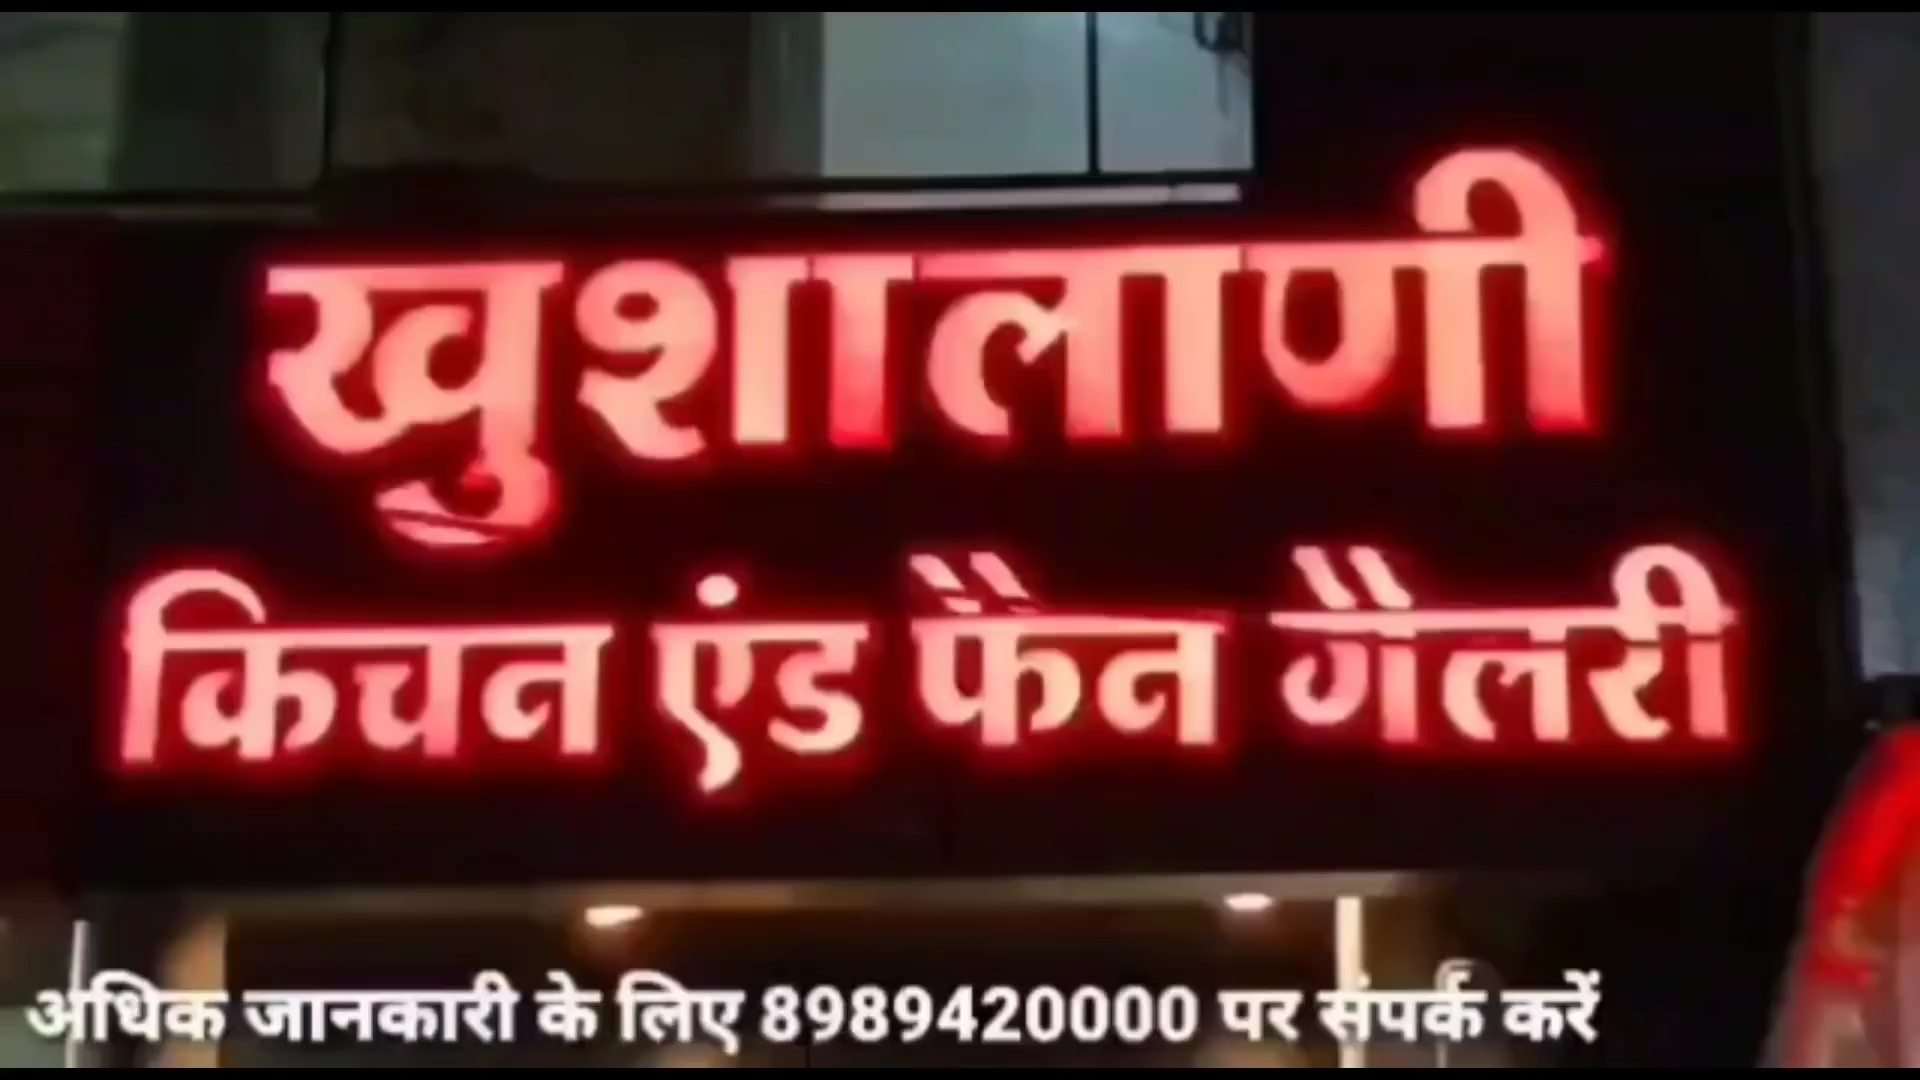 खुशालाणी
किचन एंड फैन गैलरी
अधिक जानकारी के लिए 8989420000 पर संपर्क करें